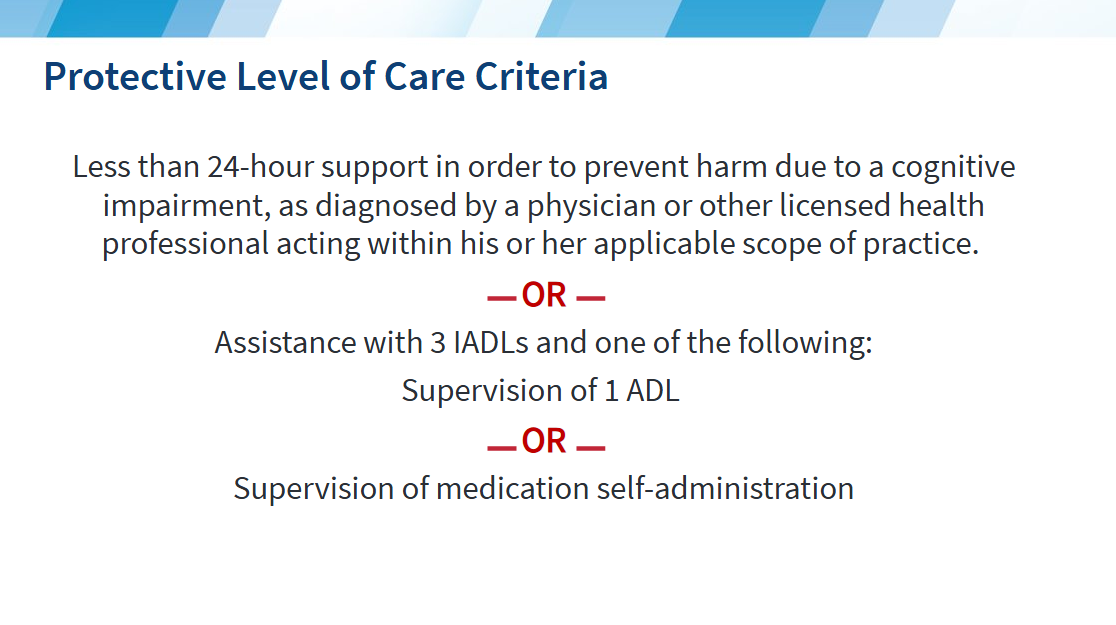 Protective Level of Care Criteria
Less than 24-hour support in order to prevent harm due to a cognitive
impairment, as diagnosed by a physician or other licensed health
professional acting within his or her applicable scope of practice.
— OR —
Assistance with 3 IADLs and one of the following:
Supervision of 1 ADL
— OR —
Supervision of medication self-administration